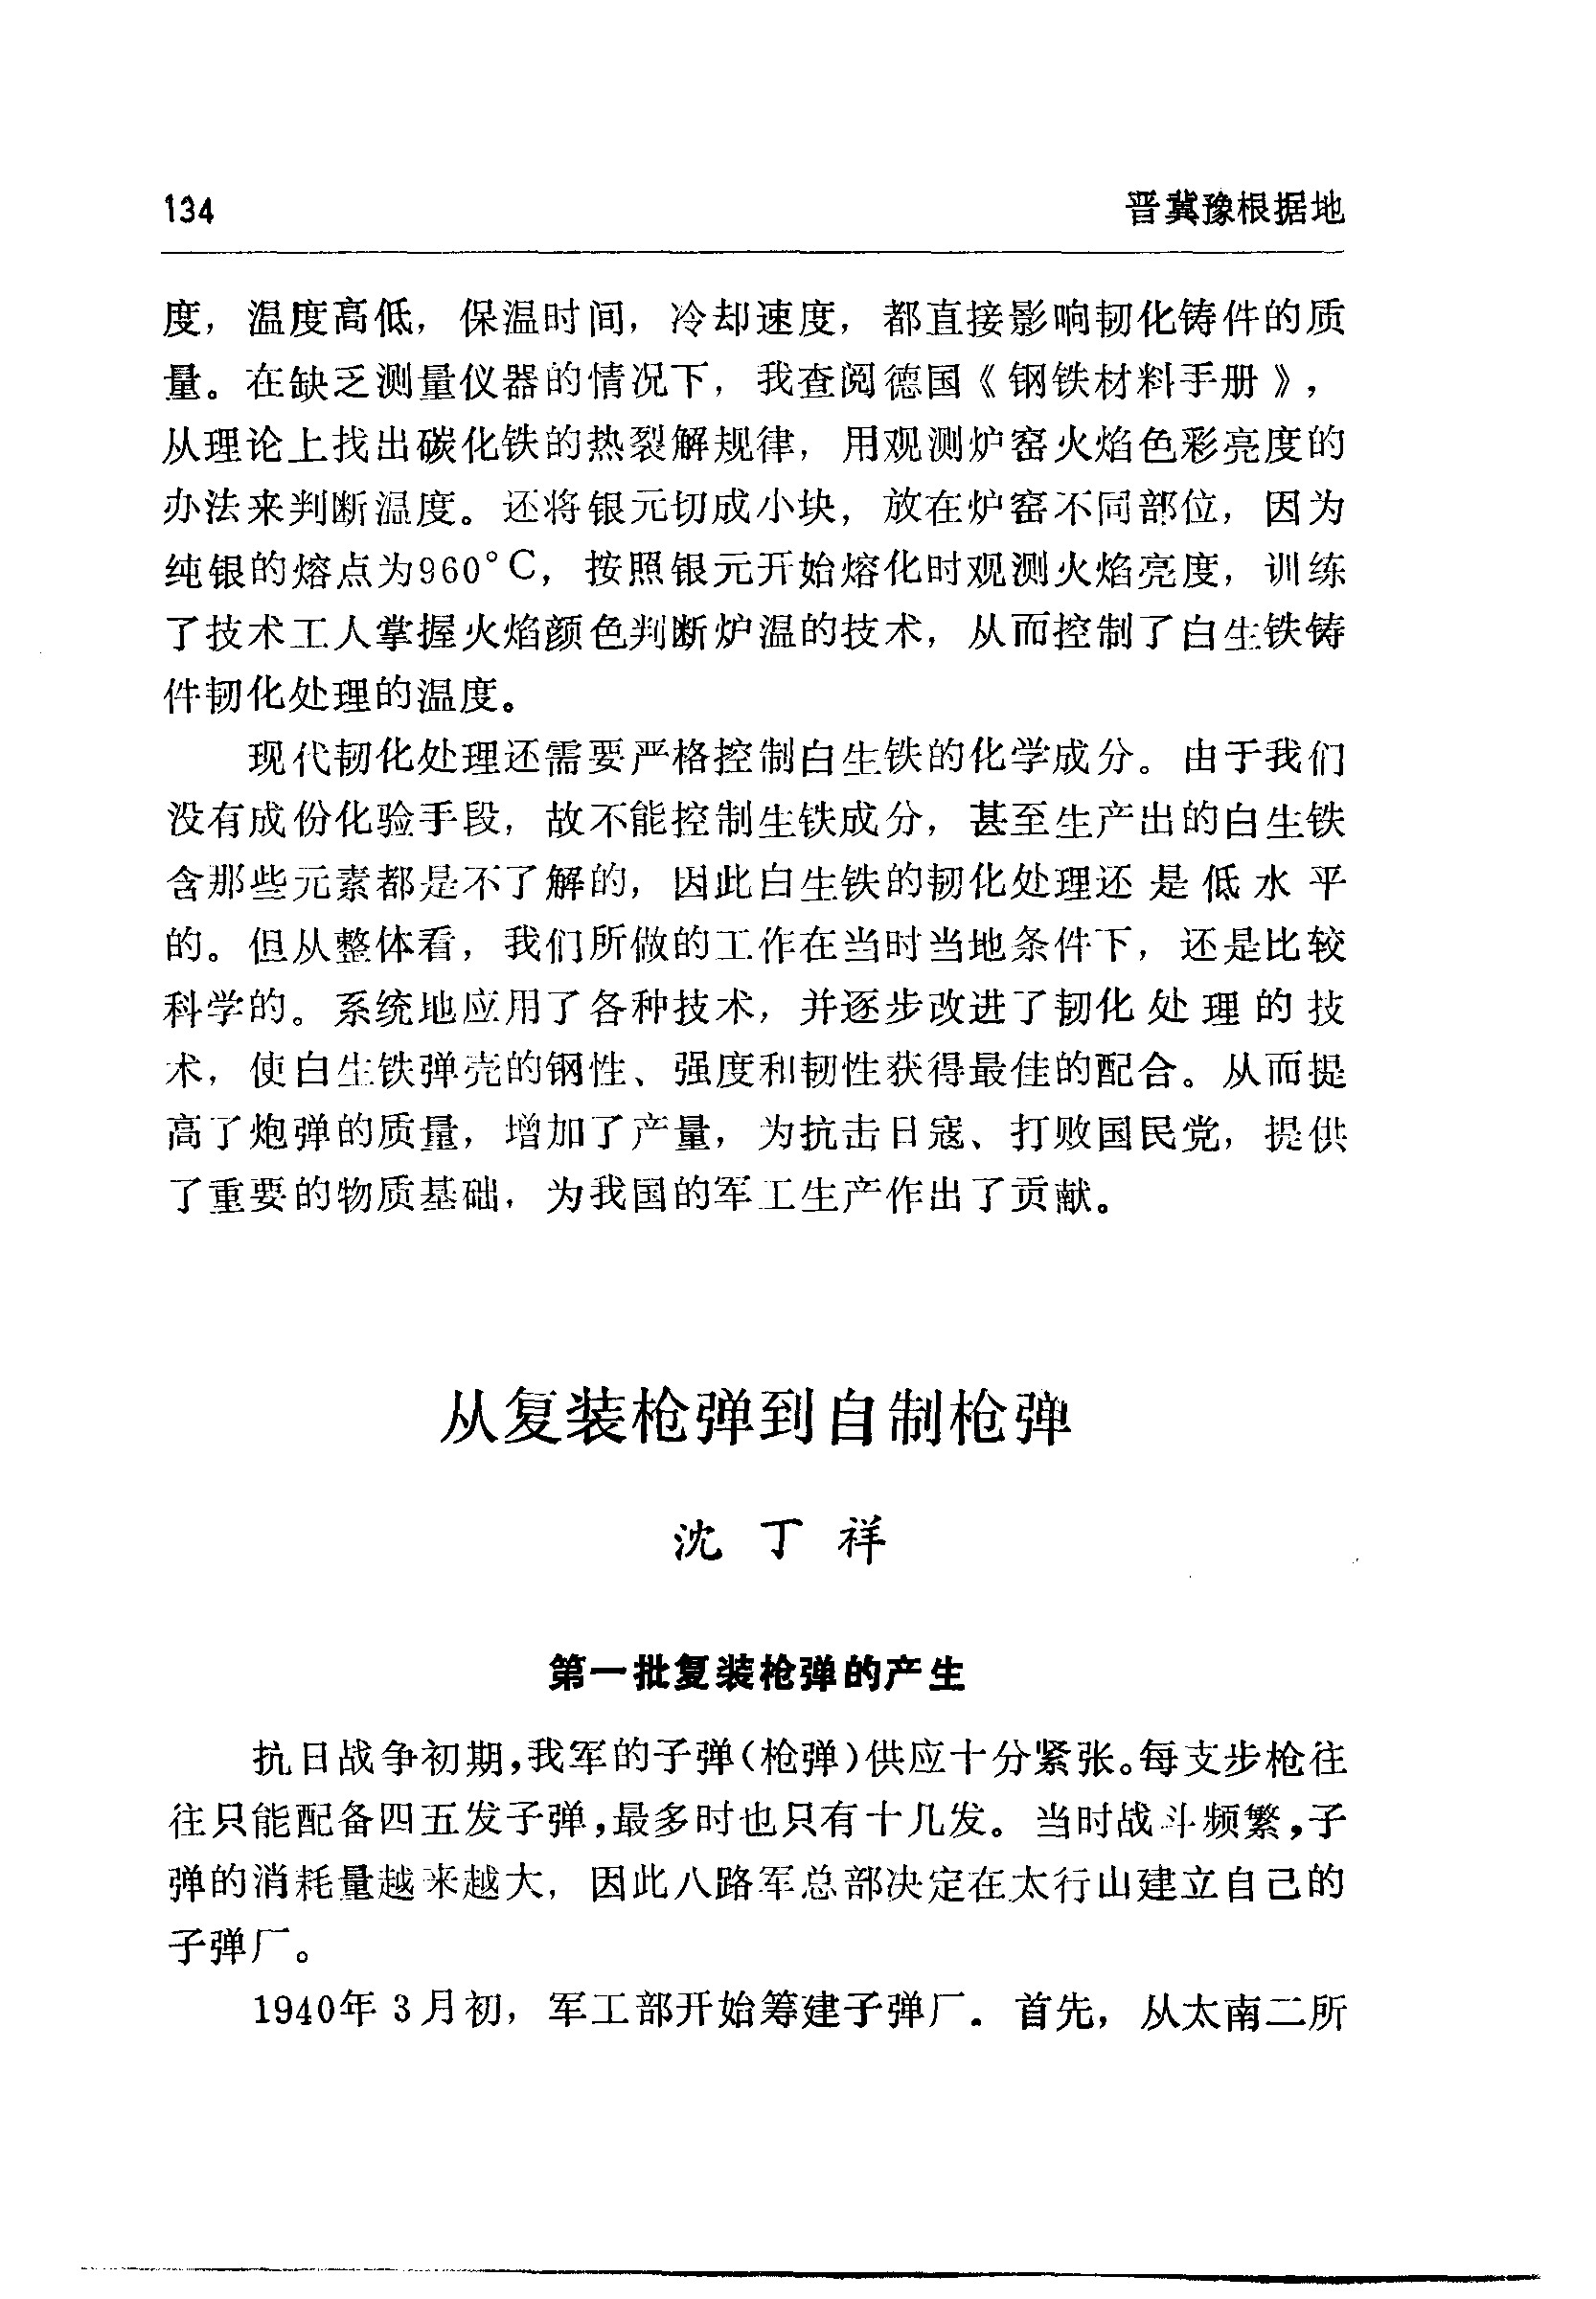 134 晋冀豫根据地
度，温度高低，保温时间，冷却速度，都直接影响韧化铸件的质
量。在缺乏测量仪器的情况下，我查阅德国《钢铁材料手册》，
从理论上找出碳化铁的热裂解规律，用观测炉窑火焰色彩亮度的
办法来判断温度。还将银元切成小块，放在炉窑不同部位，因为
纯银的熔点为960°C，按照银元开始熔化时观测火焰亮度，训练
了技术工人掌握火焰颜色判断炉温的技术，从而控制了白生铁铸
件韧化处理的温度。
现代韧化处理还需要严格控制白生铁的化学成分。由于我们
没有成份化验手段，故不能控制生铁成分，甚至生产出的白生铁
含那些元素都是不了解的，因此白生铁的韧化处理还是低水平
的。但从整体看，我们所做的工作在当时当地条件下，还是比较
科学的。系统地应用了各种技术，并逐步改进了韧化处理的技
术，使白生铁弹壳的钢性、强度和韧性获得最佳的配合。从而提
高了炮弹的质量，增加了产量，为抗击日寇、打败国民党，提供
了重要的物质基础，为我国的军工生产作出了贡献。
从复装枪弹到自制枪弹
沈丁祥
第一批复装枪弹的产生
抗日战争初期，我军的子弹（枪弹）供应十分紧张。每支步枪往
往只能配备四五发子弹，最多时也只有十几发。当时战斗频繁，子
弹的消耗量越来越大，因此八路军总部决定在太行山建立自己的
子弹厂。
1940年3月初，军工部开始筹建子弹厂。首先，从太南二所